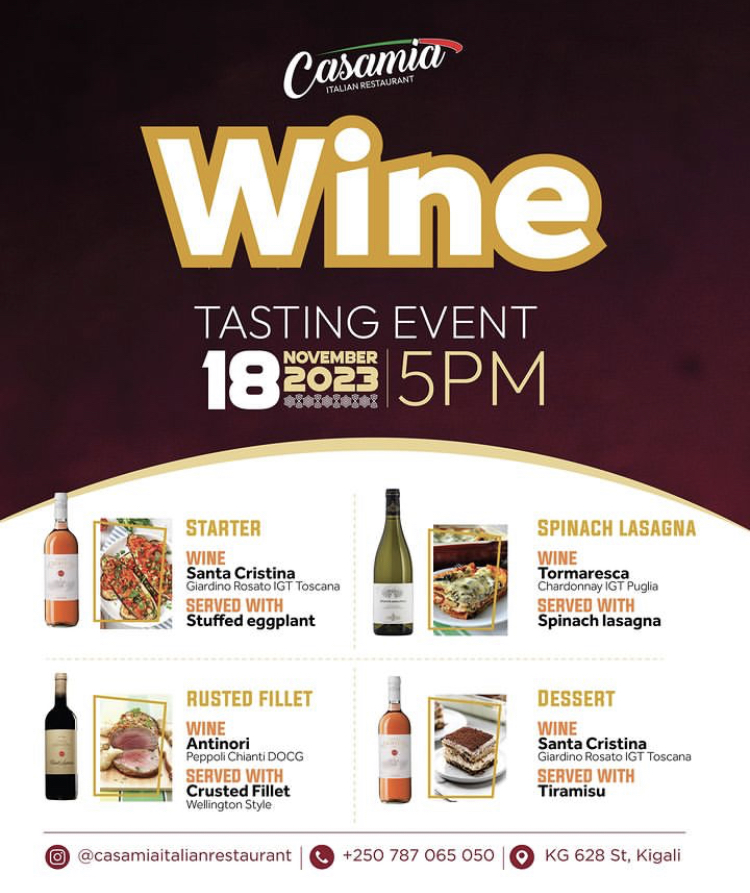 Casamia
ITALIAN RESTAURANT
Wine
TASTING EVENT
18 NOVEMBER 2023 | 5PM
STARTER
WINE
Santa Cristina
Giardino Rosato IGT Toscana
SERVED WITH
Stuffed eggplant
SPINACH LASAGNA
WINE
Tormaresca
Chardonnay IGT Puglia
SERVED WITH
Spinach lasagna
RUSTED FILLET
WINE
Antinori
Peppoli Chianti DOCG
SERVED WITH
Crusted Fillet
Wellington Style
DESSERT
WINE
Santa Cristina
Giardino Rosato IGT Toscana
SERVED WITH
Tiramisu
@casamiaitalianrestaurant | +250 787 065 050 | KG 628 St, Kigali